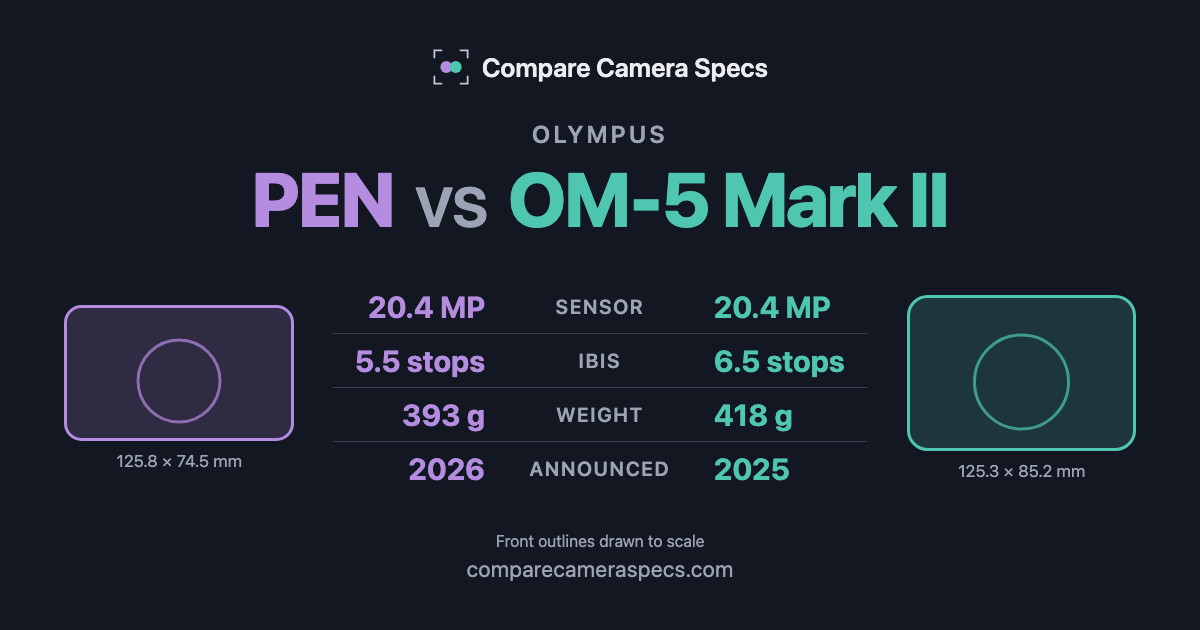 Compare Camera Specs
OLYMPUS
PEN vs OM-5 Mark II
20.4 MP SENSOR 20.4 MP
5.5 stops IBIS 6.5 stops
393 g WEIGHT 418 g
2026 ANNOUNCED 2025
125.8 × 74.5 mm
125.3 × 85.2 mm
Front outlines drawn to scale
comparecameraspecs.com